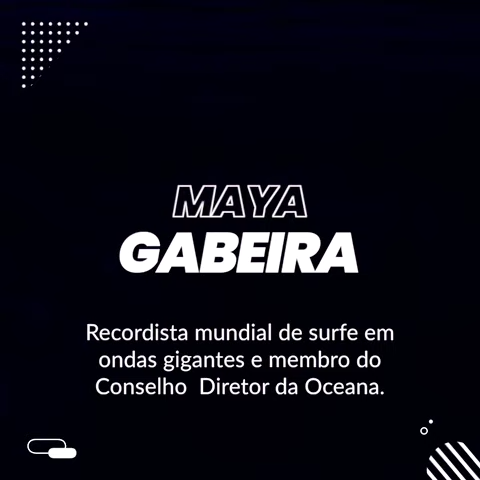 MAYA
GABEIRA
Recordista mundial de surfe em
ondas gigantes e membro do
Conselho  Diretor da Oceana.